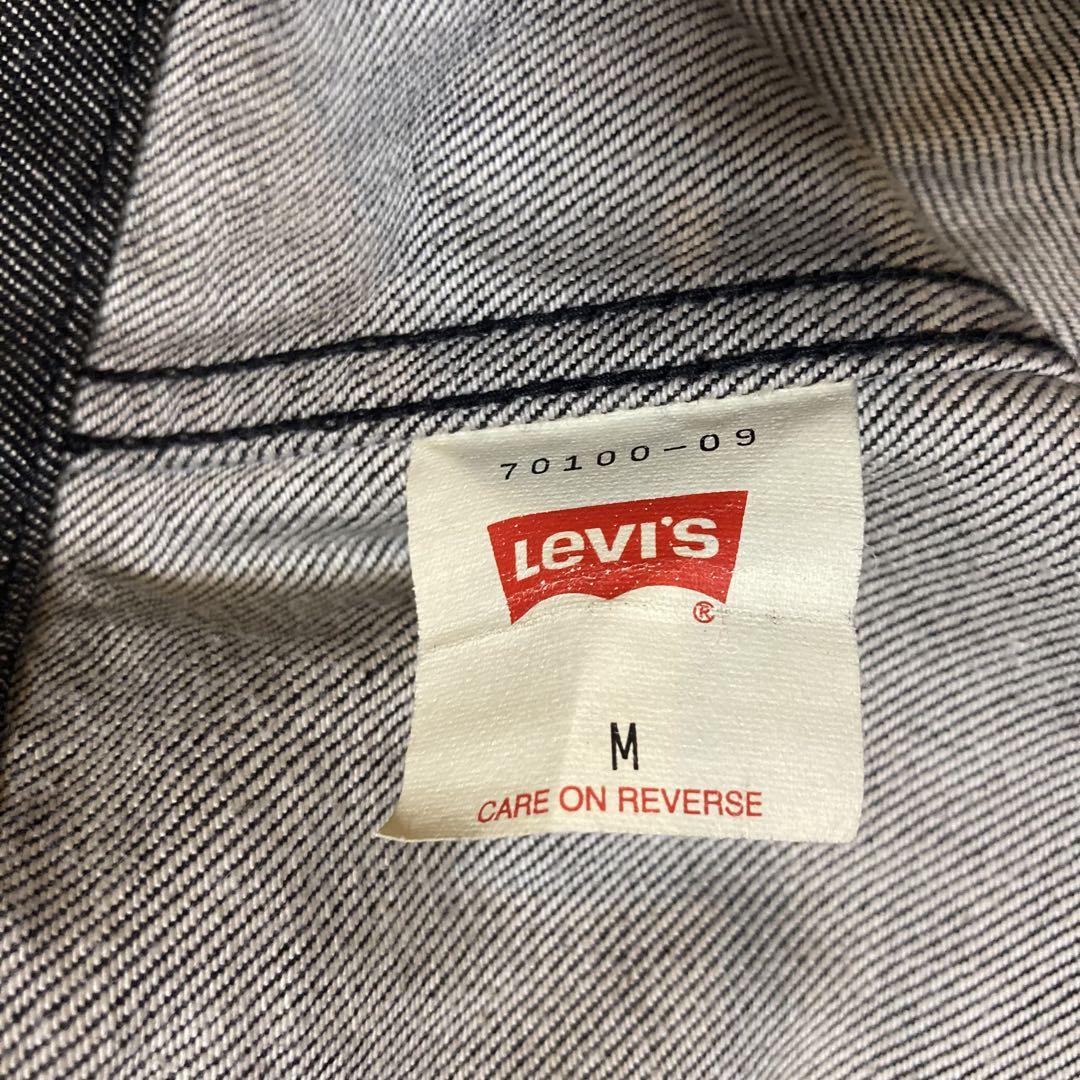 70100-09
Levi's
®
M
CARE ON REVERSE